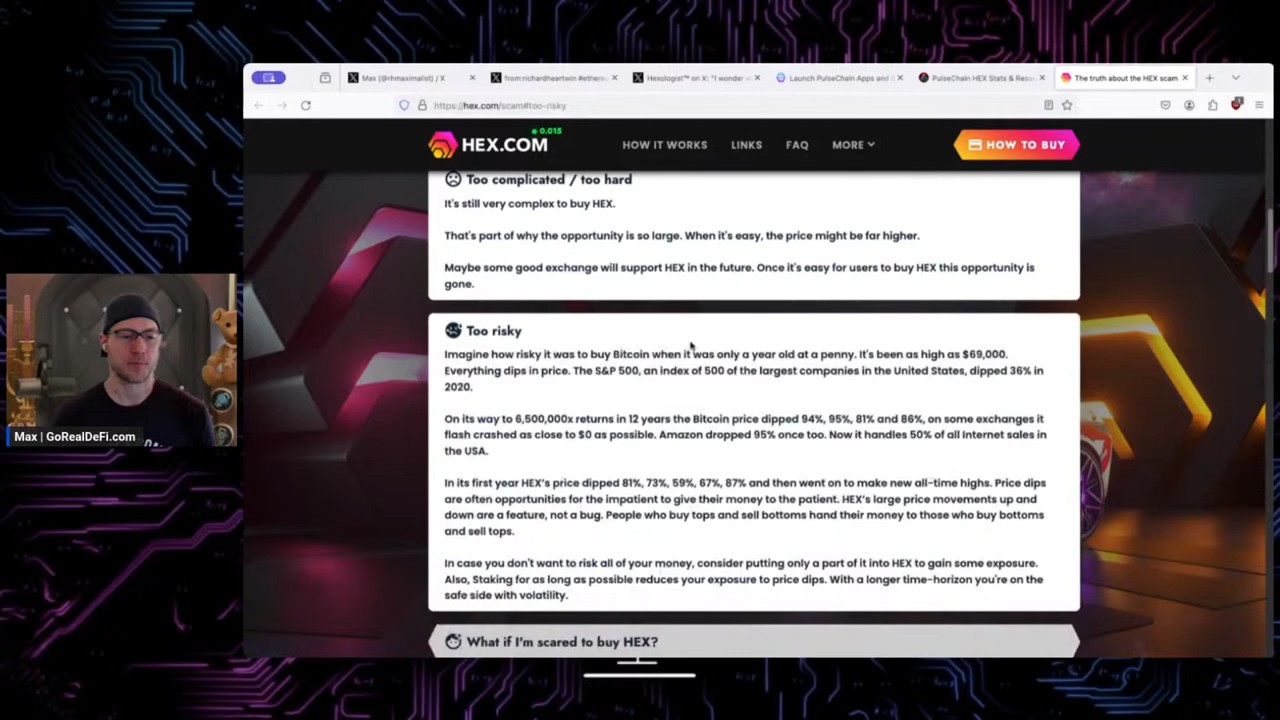 Max (@rhmaximalist) / X
from:richardheartwin #ethere
Hexologist™ on X: "I wonder
Launch PulseChain Apps and
PulseChain HEX Stats & Res
The truth about the HEX scam
https://hex.com/scam#too-risky
0.015
HEX.COM
HOW IT WORKS
LINKS
FAQ
MORE
HOW TO BUY
Too complicated / too hard
It's still very complex to buy HEX.
That's part of why the opportunity is so large. When it's easy, the price might be far higher.
Maybe some good exchange will support HEX in the future. Once it's easy for users to buy HEX this opportunity is
gone.
Too risky
Imagine how risky it was to buy Bitcoin when it was only a year old at a penny. It's been as high as $69,000.
Everything dips in price. The S&P 500, an index of 500 of the largest companies in the United States, dipped 36% in
2020.
On its way to 6,500,000x returns in 12 years the Bitcoin price dipped 94%, 95%, 81% and 86%, on some exchanges it
flash crashed as close to $0 as possible. Amazon dropped 95% once too. Now it handles 50% of all Internet sales in
the USA.
In its first year HEX's price dipped 81%, 73%, 59%, 67%, 87% and then went on to make new all-time highs. Price dips
are often opportunities for the impatient to give their money to the patient. HEX's large price movements up and
down are a feature, not a bug. People who buy tops and sell bottoms hand their money to those who buy bottoms
and sell tops.
In case you don't want to risk all of your money, consider putting only a part of it into HEX to gain some exposure.
Also, Staking for as long as possible reduces your exposure to price dips. With a longer time-horizon you're on the
safe side with volatility.
What if I'm scared to buy HEX?
Max | GoRealDeFi.com